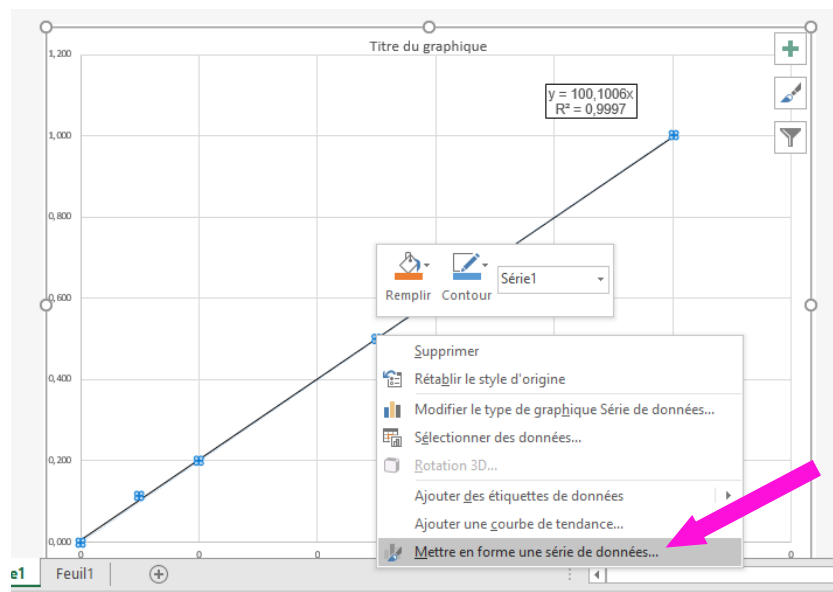 Titre du graphique
1,200
y = 100,1006x
R² = 0,9997
1,000
0,800
Remplir Contour Série1
0,600
Supprimer
Rétablir le style d'origine
0,400
Modifier le type de graphique Série de données...
Sélectionner des données...
0,200
Rotation 3D...
Ajouter des étiquettes de données
Ajouter une courbe de tendance...
0,000
Mettre en forme une série de données...
0 0 0 0
e1 Feuil1